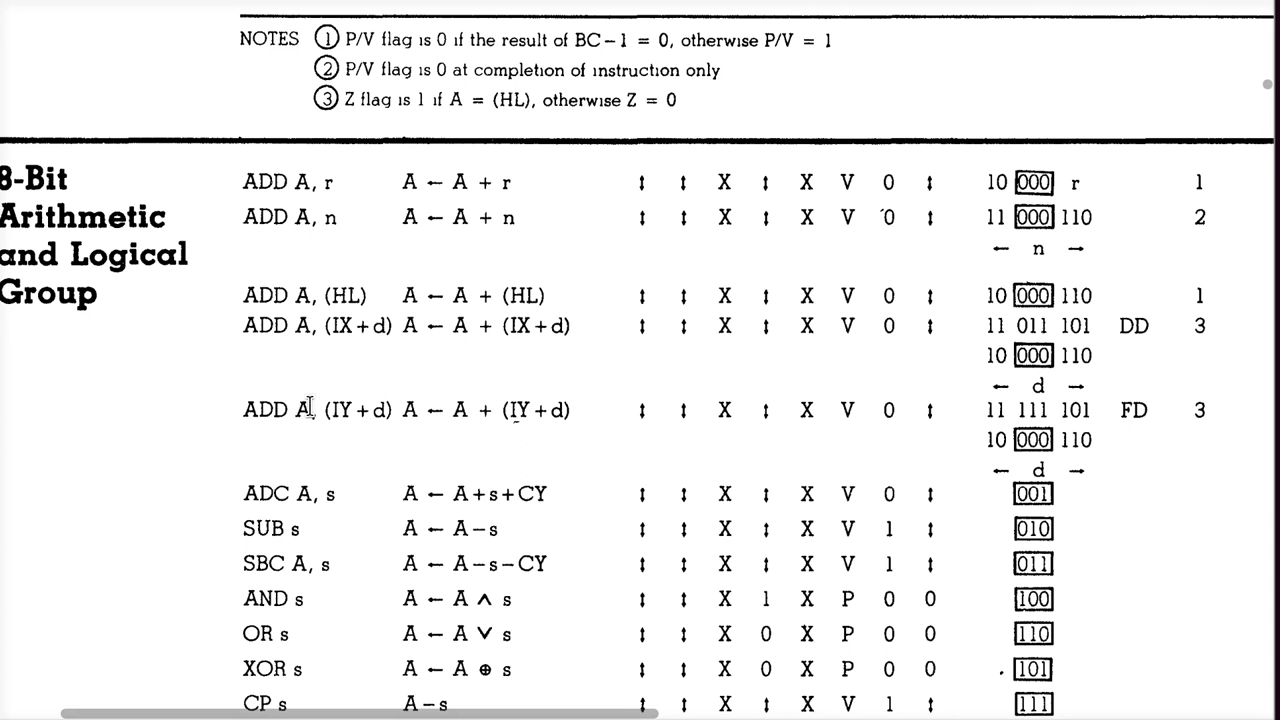 NOTES ① P/V flag is 0 if the result of BC−1 = 0, otherwise P/V = 1
② P/V flag is 0 at completion of instruction only
③ Z flag is 1 if A = (HL), otherwise Z = 0
8-Bit
Arithmetic
and Logical
Group
ADD A, r A ← A + r ↕ ↕ X ↕ X V 0 ↕ 10 000 r 1
ADD A, n A ← A + n ↕ ↕ X ↕ X V 0 ↕ 11 000 110 2
← n →
ADD A, (HL) A ← A + (HL) ↕ ↕ X ↕ X V 0 ↕ 10 000 110 1
ADD A, (IX+d) A ← A + (IX+d) ↕ ↕ X ↕ X V 0 ↕ 11 011 101 DD 3
10 000 110
← d →
ADD A, (IY+d) A ← A + (IY+d) ↕ ↕ X ↕ X V 0 ↕ 11 111 101 FD 3
10 000 110
← d →
ADC A, s A ← A+s+CY ↕ ↕ X ↕ X V 0 ↕ 001
SUB s A ← A−s ↕ ↕ X ↕ X V 1 ↕ 010
SBC A, s A ← A−s−CY ↕ ↕ X ↕ X V 1 ↕ 011
AND s A ← A ∧ s ↕ ↕ X 1 X P 0 0 100
OR s A ← A ∨ s ↕ ↕ X 0 X P 0 0 110
XOR s A ← A ⊕ s ↕ ↕ X 0 X P 0 0 101
CP s A−s ↕ ↕ X ↕ X V 1 ↕ 111